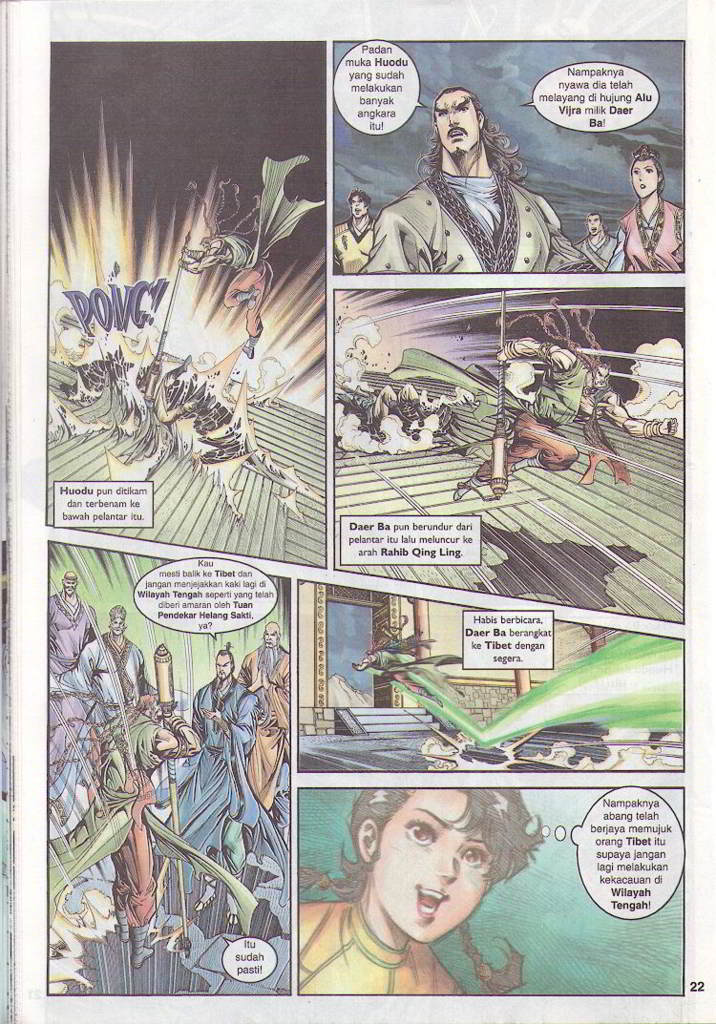 PONG!
Huodu pun ditikam
dan terbenam ke
bawah pelantar itu.
Padan
muka Huodu
yang sudah
melakukan
banyak
angkara
itu!
Nampaknya
nyawa dia telah
melayang di hujung Alu
Vijra milik Daer
Ba!
Daer Ba pun berundur dari
pelantar itu lalu meluncur ke
arah Rahib Qing Ling.
Kau
mesti balik ke Tibet dan
jangan menjejakkan kaki lagi di
Wilayah Tengah seperti yang telah
diberi amaran oleh Tuan
Pendekar Helang Sakti,
ya?
Itu
sudah
pasti!
Habis berbicara,
Daer Ba berangkat
ke Tibet dengan
segera.
Nampaknya
abang telah
berjaya memujuk
orang Tibet itu
supaya jangan
lagi melakukan
kekacauan di
Wilayah
Tengah!
22